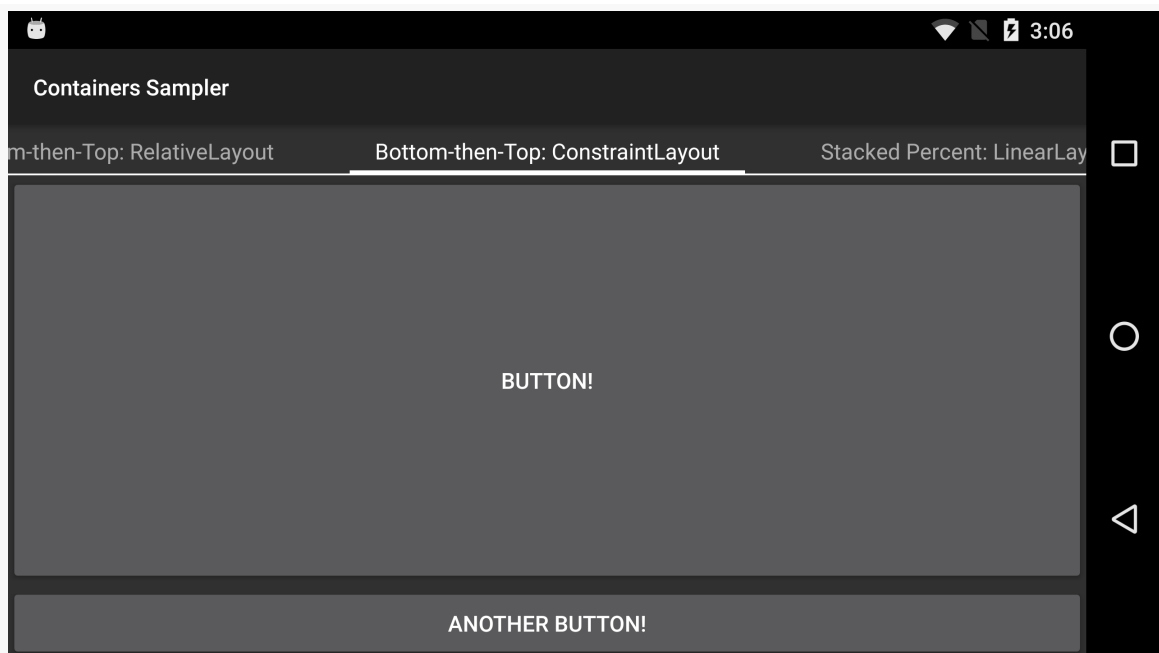 3:06
Containers Sampler
m-then-Top: RelativeLayout
Bottom-then-Top: ConstraintLayout
Stacked Percent: LinearLay
BUTTON!
ANOTHER BUTTON!